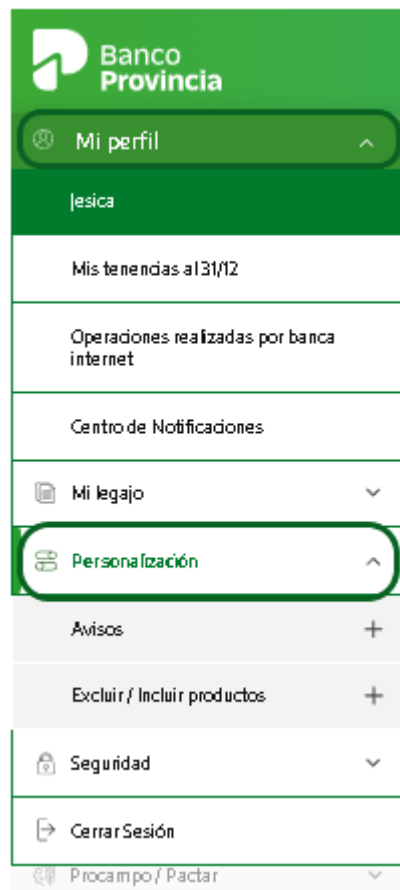 Banco
Provincia
Mi perfil
Jesica
Mis tenencias al 31/12
Operaciones realizadas por banca
internet
Centro de Notificaciones
Mi legajo
Personalización
Avisos
Excluir / Incluir productos
Seguridad
Cerrar Sesión
Procampo / Pactar